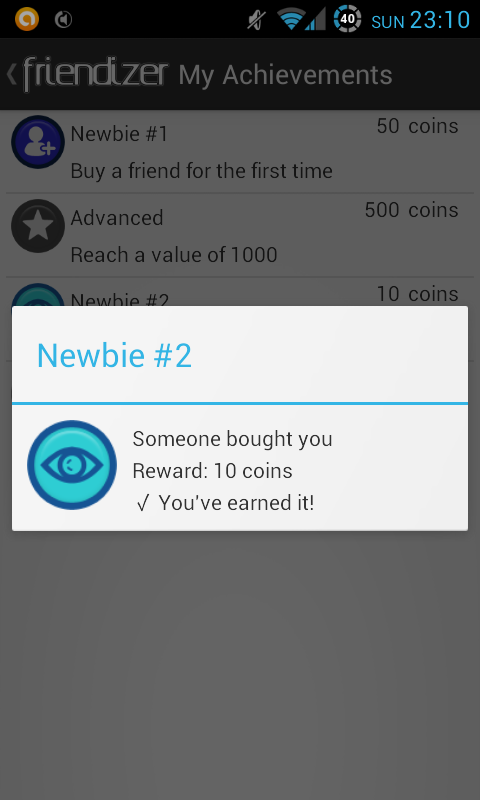 40 SUN 23:10
friendizer My Achievements
Newbie #1 50 coins
Buy a friend for the first time
Advanced 500 coins
Reach a value of 1000
Newbie #2 10 coins
Newbie #2
Someone bought you
Reward: 10 coins
√ You've earned it!